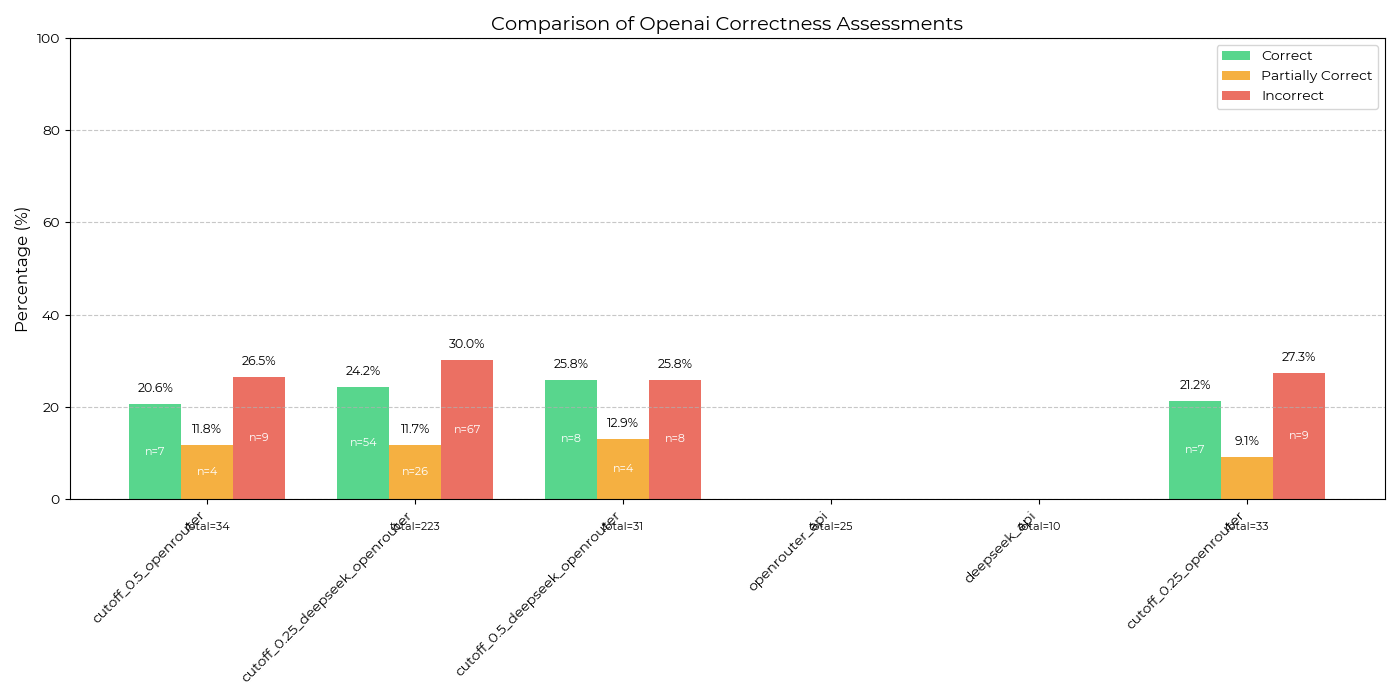 Comparison of Openai Correctness Assessments
Percentage (%)
100
80
60
40
20
0
Correct
Partially Correct
Incorrect
20.6%
11.8%
26.5%
24.2%
11.7%
30.0%
25.8%
12.9%
25.8%
21.2%
9.1%
27.3%
n=7
n=4
n=9
n=54
n=26
n=67
n=8
n=4
n=8
n=7
n=9
total=34
total=223
total=31
total=25
total=10
total=33
cutoff_0.5_openrouter
cutoff_0.25_deepseek_openrouter
cutoff_0.5_deepseek_openrouter
openrouter_api
deepseek_api
cutoff_0.25_openrouter